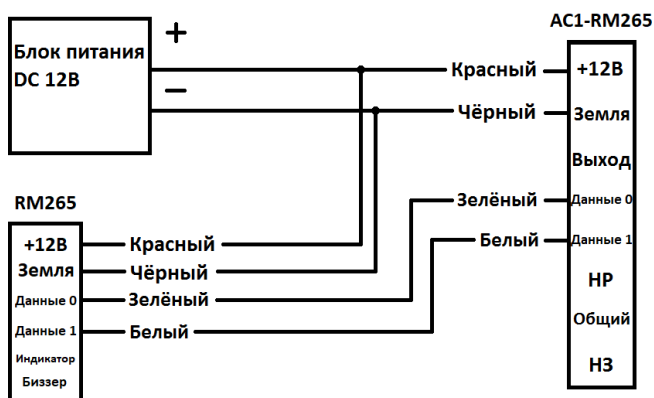 AC1-RM265
+
Блок питания
DC 12В
Красный
+12В
–
Чёрный
Земля
Выход
RM265
Зелёный
Данные 0
+12В
Красный
Белый
Данные 1
Земля
Чёрный
НР
Данные 0
Зелёный
Общий
Данные 1
Белый
Индикатор
НЗ
Биззер